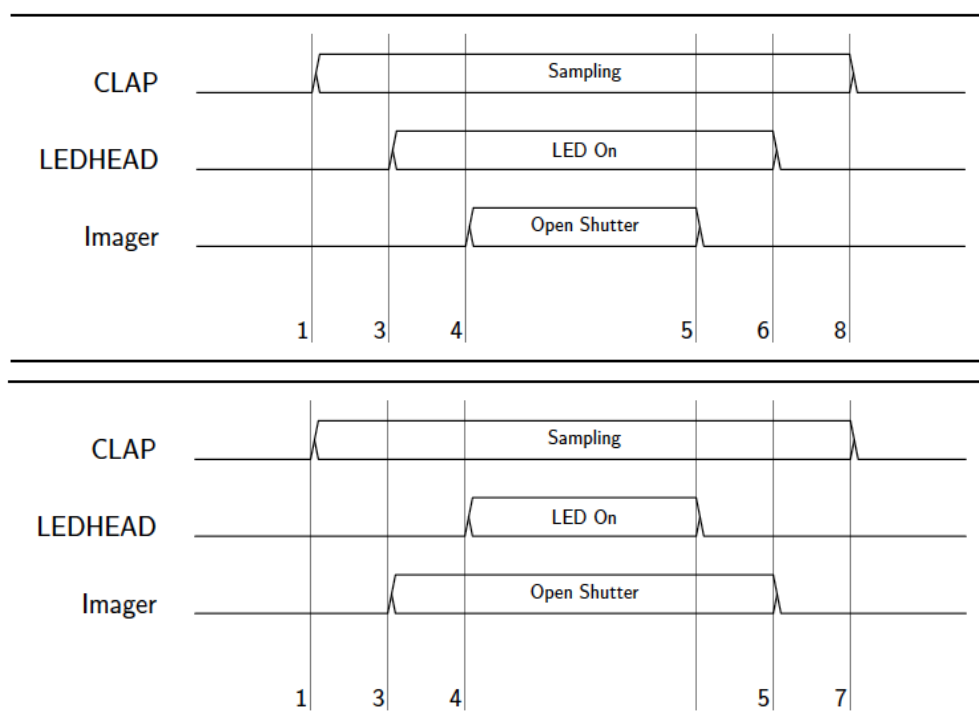 CLAP Sampling
LEDHEAD LED On
Imager Open Shutter
1 3 4 5 6 8
CLAP Sampling
LEDHEAD LED On
Imager Open Shutter
1 3 4 5 7